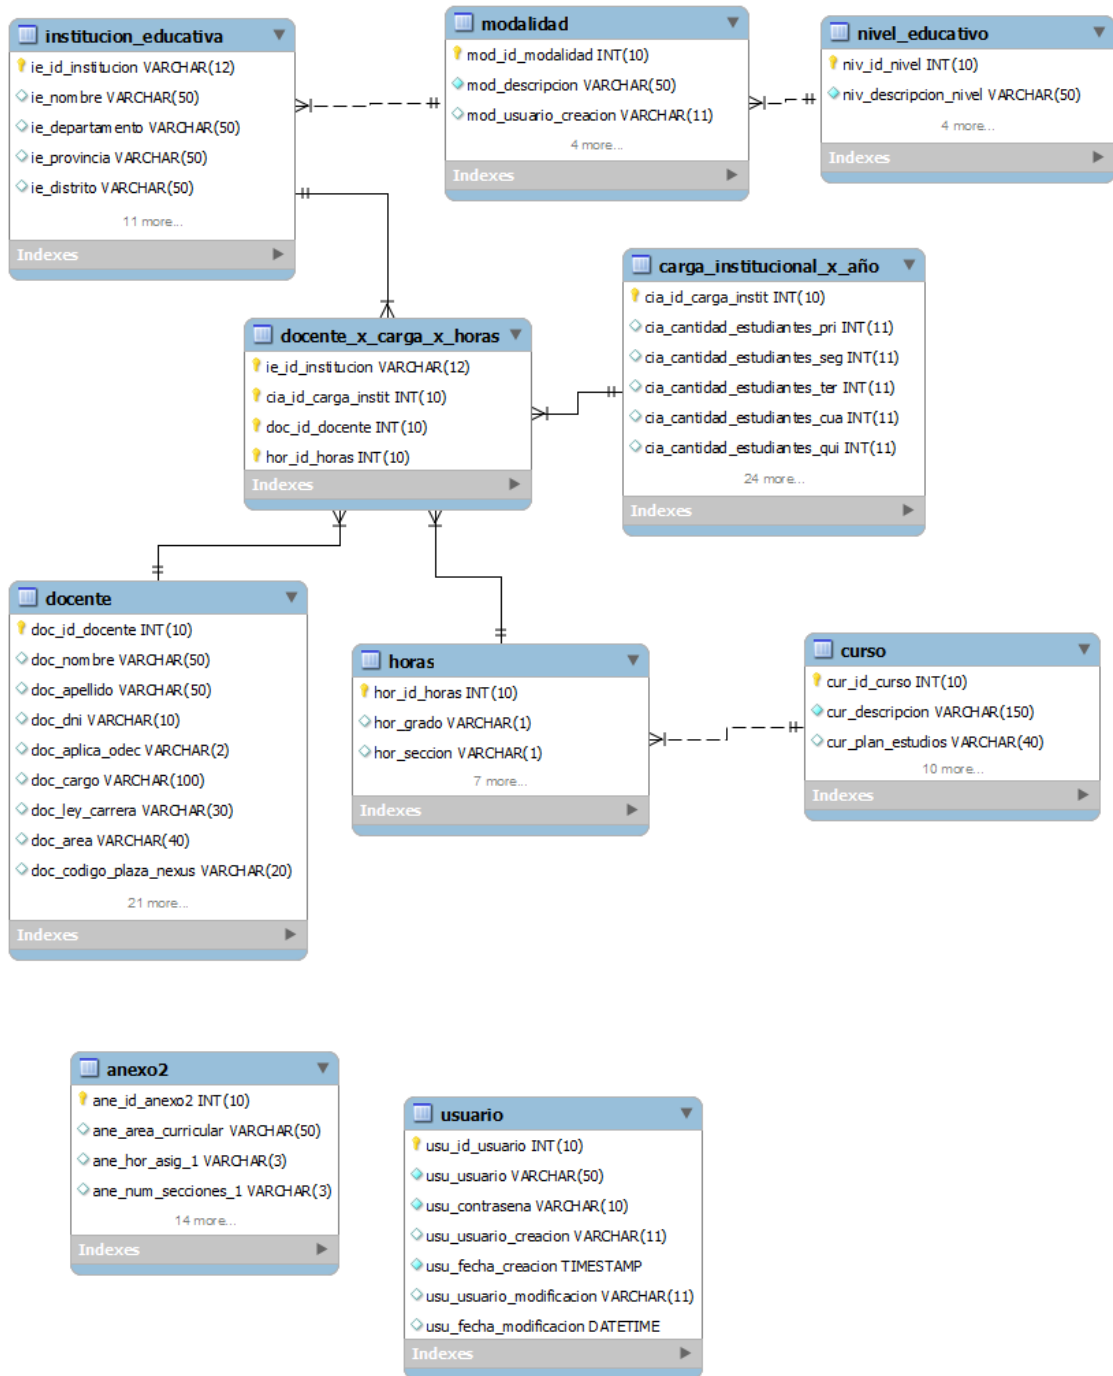 institucion_educativa
ie_id_institucion VARCHAR(12)
ie_nombre VARCHAR(50)
ie_departamento VARCHAR(50)
ie_provincia VARCHAR(50)
ie_distrito VARCHAR(50)
11 more...
Indexes
modalidad
mod_id_modalidad INT(10)
mod_descripcion VARCHAR(50)
mod_usuario_creacion VARCHAR(11)
4 more...
Indexes
nivel_educativo
niv_id_nivel INT(10)
niv_descripcion_nivel VARCHAR(50)
4 more...
Indexes
carga_institucional_x_año
cia_id_carga_instit INT(10)
cia_cantidad_estudiantes_pri INT(11)
cia_cantidad_estudiantes_seg INT(11)
cia_cantidad_estudiantes_ter INT(11)
cia_cantidad_estudiantes_cua INT(11)
cia_cantidad_estudiantes_qui INT(11)
24 more...
Indexes
docente_x_carga_x_horas
ie_id_institucion VARCHAR(12)
cia_id_carga_instit INT(10)
doc_id_docente INT(10)
hor_id_horas INT(10)
Indexes
docente
doc_id_docente INT(10)
doc_nombre VARCHAR(50)
doc_apellido VARCHAR(50)
doc_dni VARCHAR(10)
doc_aplica_odec VARCHAR(2)
doc_cargo VARCHAR(100)
doc_ley_carrera VARCHAR(30)
doc_area VARCHAR(40)
doc_codigo_plaza_nexus VARCHAR(20)
21 more...
Indexes
horas
hor_id_horas INT(10)
hor_grado VARCHAR(1)
hor_seccion VARCHAR(1)
7 more...
Indexes
curso
cur_id_curso INT(10)
cur_descripcion VARCHAR(150)
cur_plan_estudios VARCHAR(40)
10 more...
Indexes
anexo2
ane_id_anexo2 INT(10)
ane_area_curricular VARCHAR(50)
ane_hor_asig_1 VARCHAR(3)
ane_num_secciones_1 VARCHAR(3)
14 more...
Indexes
usuario
usu_id_usuario INT(10)
usu_usuario VARCHAR(50)
usu_contrasena VARCHAR(10)
usu_usuario_creacion VARCHAR(11)
usu_fecha_creacion TIMESTAMP
usu_usuario_modificacion VARCHAR(11)
usu_fecha_modificacion DATETIME
Indexes